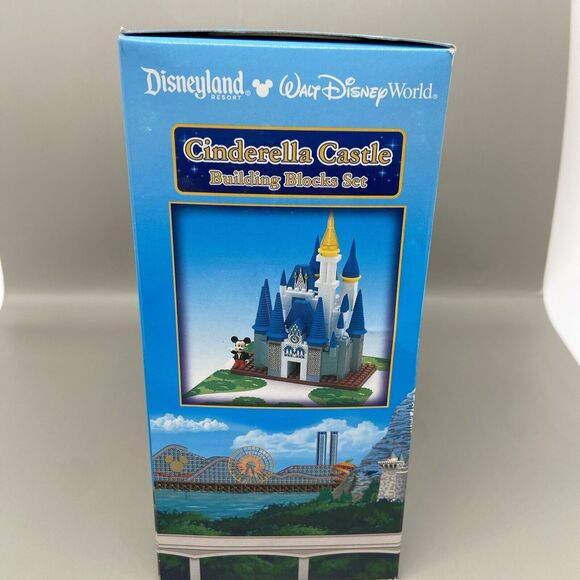 Disneyland® Walt Disney World®
RESORT
Cinderella Castle
Building Blocks Set